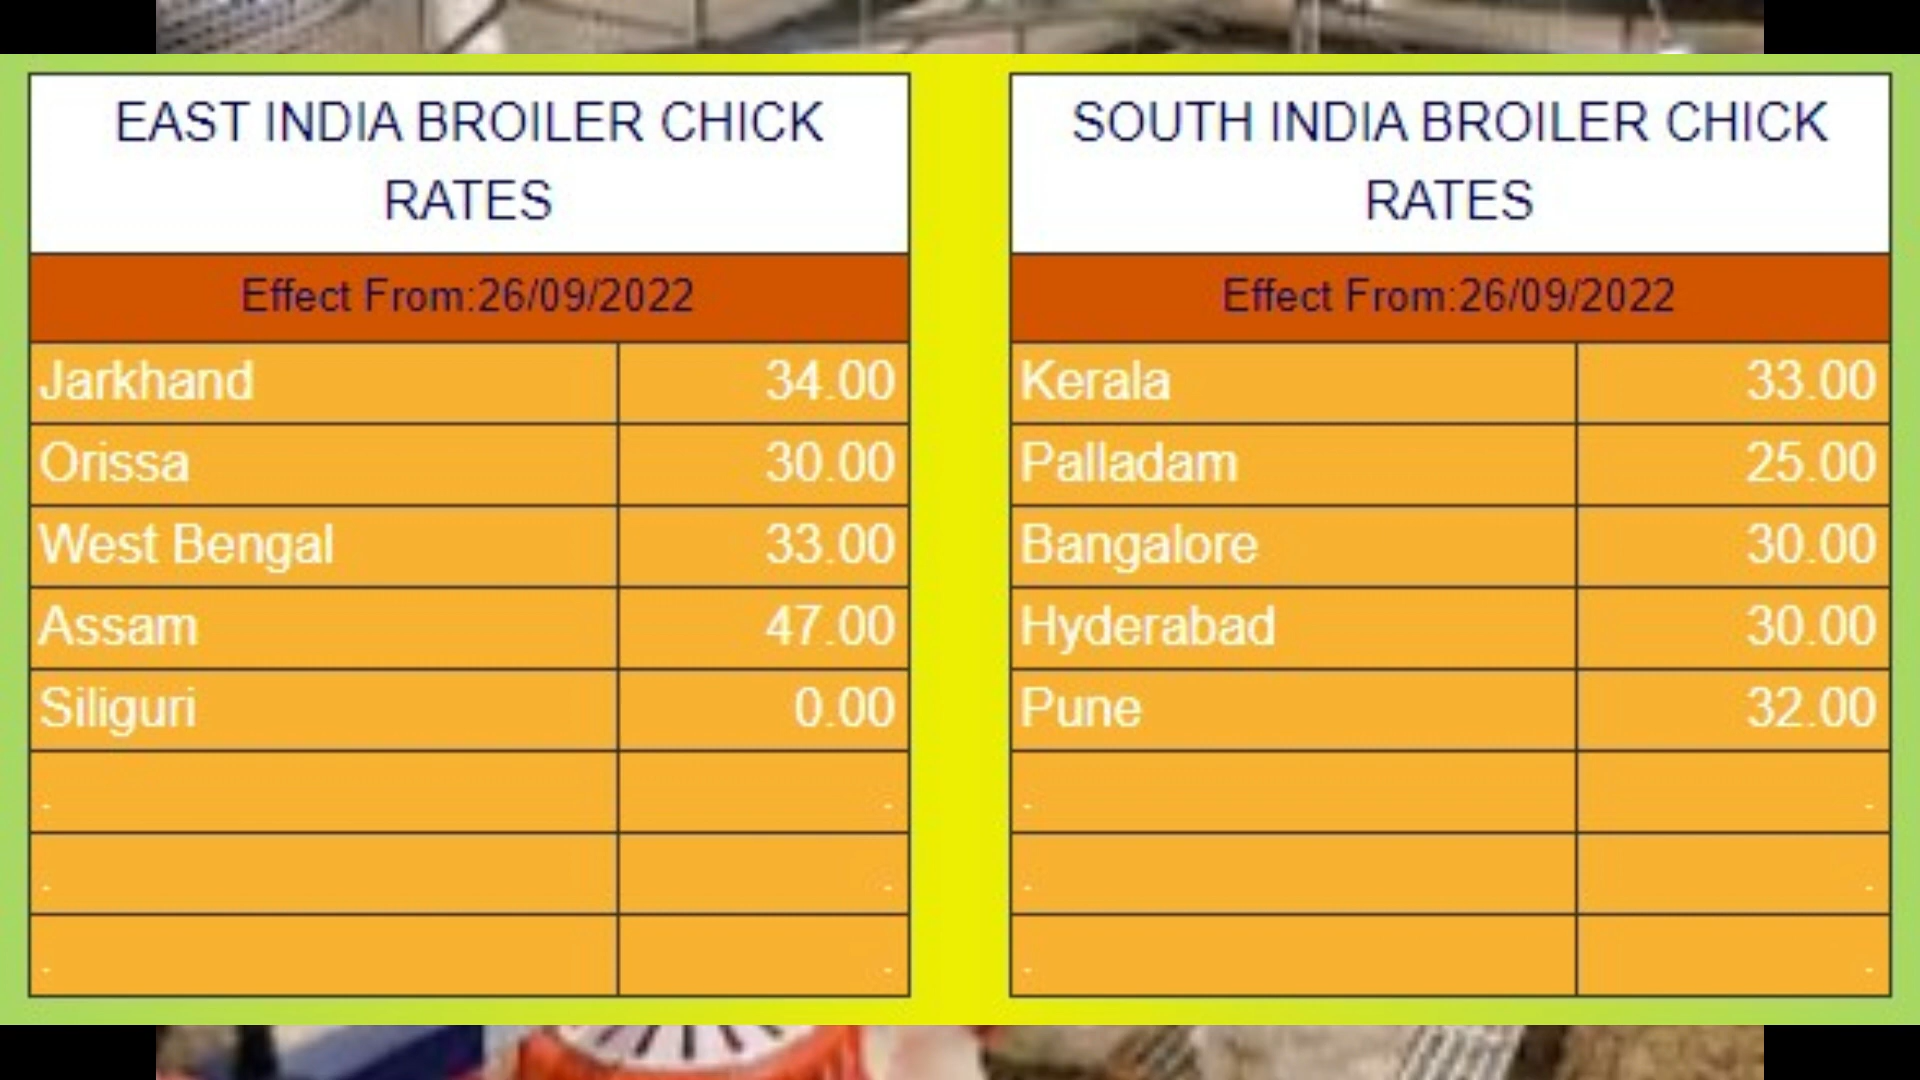 EAST INDIA BROILER CHICK
RATES
Effect From:26/09/2022
Jarkhand 34.00
Orissa 30.00
West Bengal 33.00
Assam 47.00
Siliguri 0.00
. .
. .
. .
SOUTH INDIA BROILER CHICK
RATES
Effect From:26/09/2022
Kerala 33.00
Palladam 25.00
Bangalore 30.00
Hyderabad 30.00
Pune 32.00
. .
. .
. .